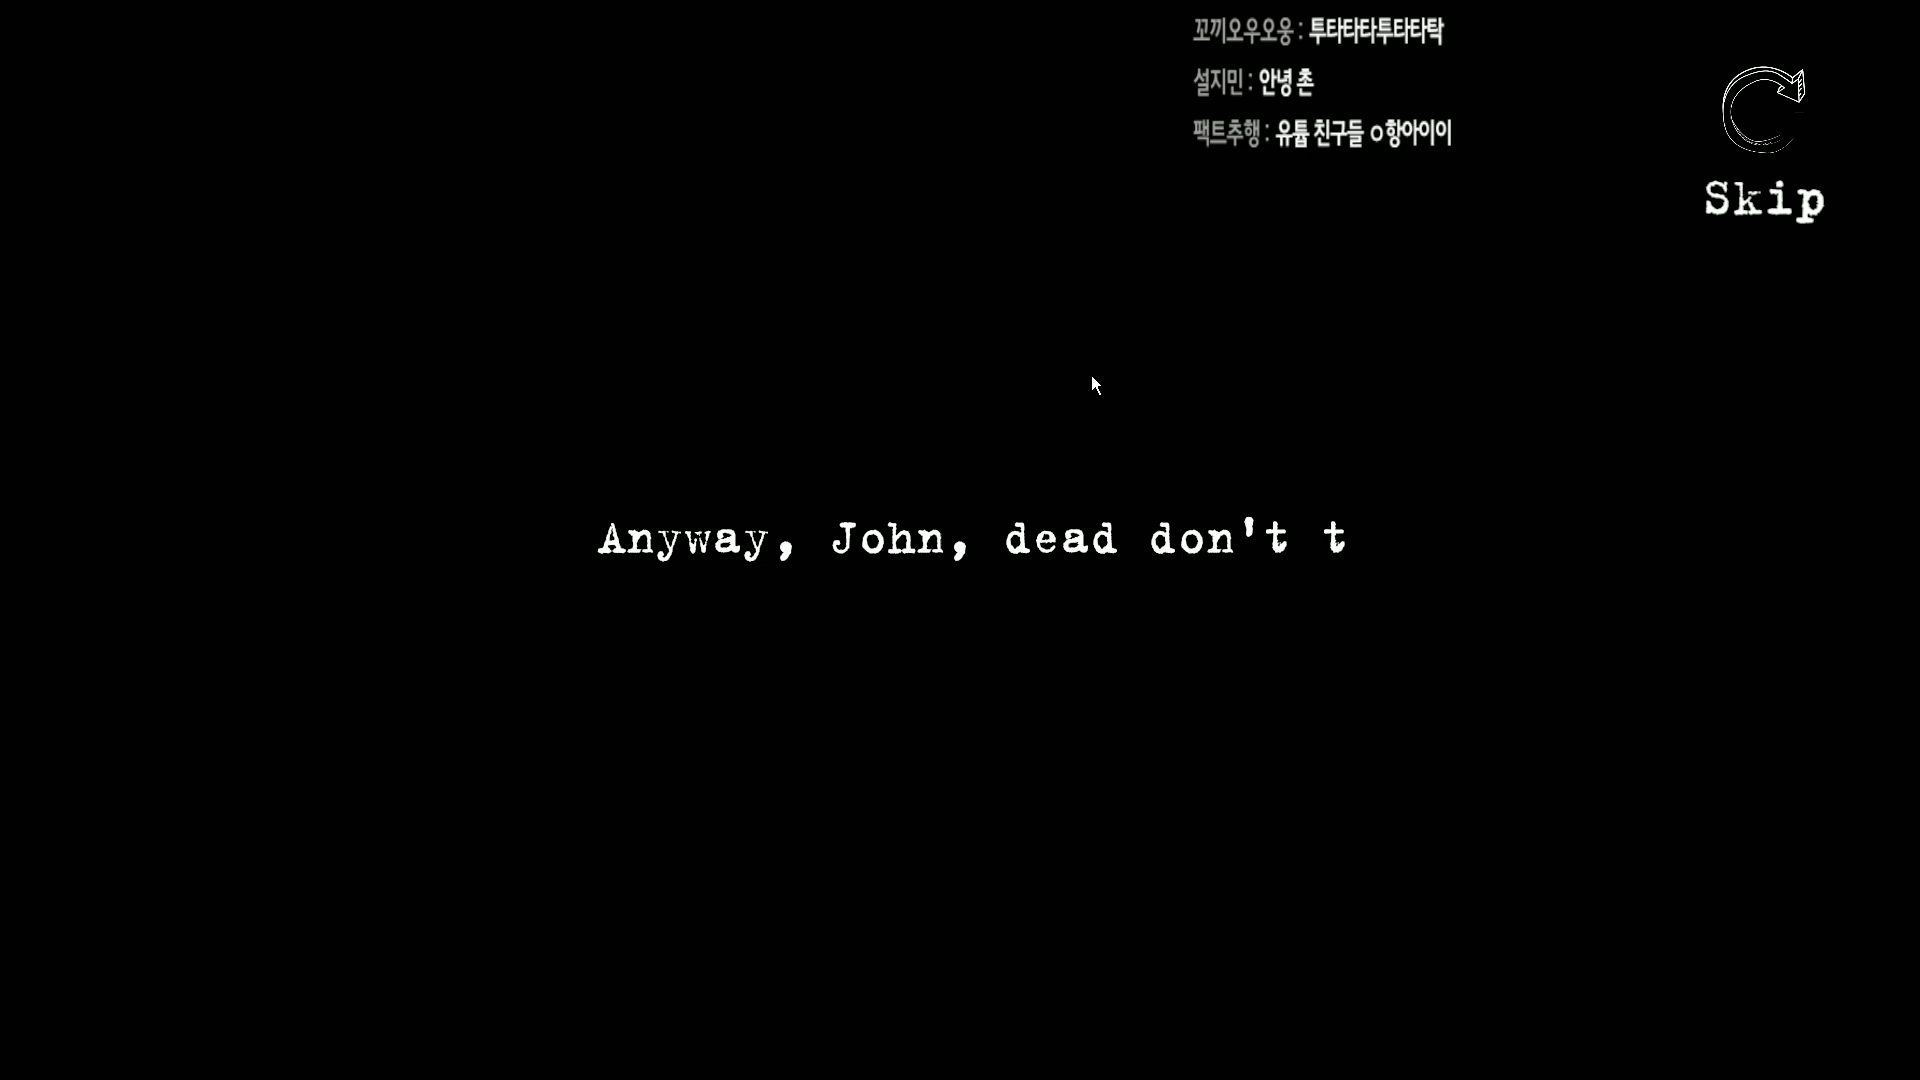 꼬끼오우오웅 : 투타타타투타타탁
설지민 : 안녕 촌
팩트추행 : 유튭 친구들 ㅇ항아이이
Skip
Anyway, John, dead don't t